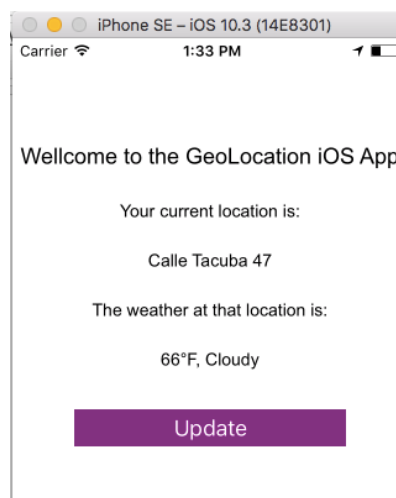 iPhone SE – iOS 10.3 (14E8301)
Carrier 1:33 PM
Wellcome to the GeoLocation iOS App
Your current location is:
Calle Tacuba 47
The weather at that location is:
66°F, Cloudy
Update